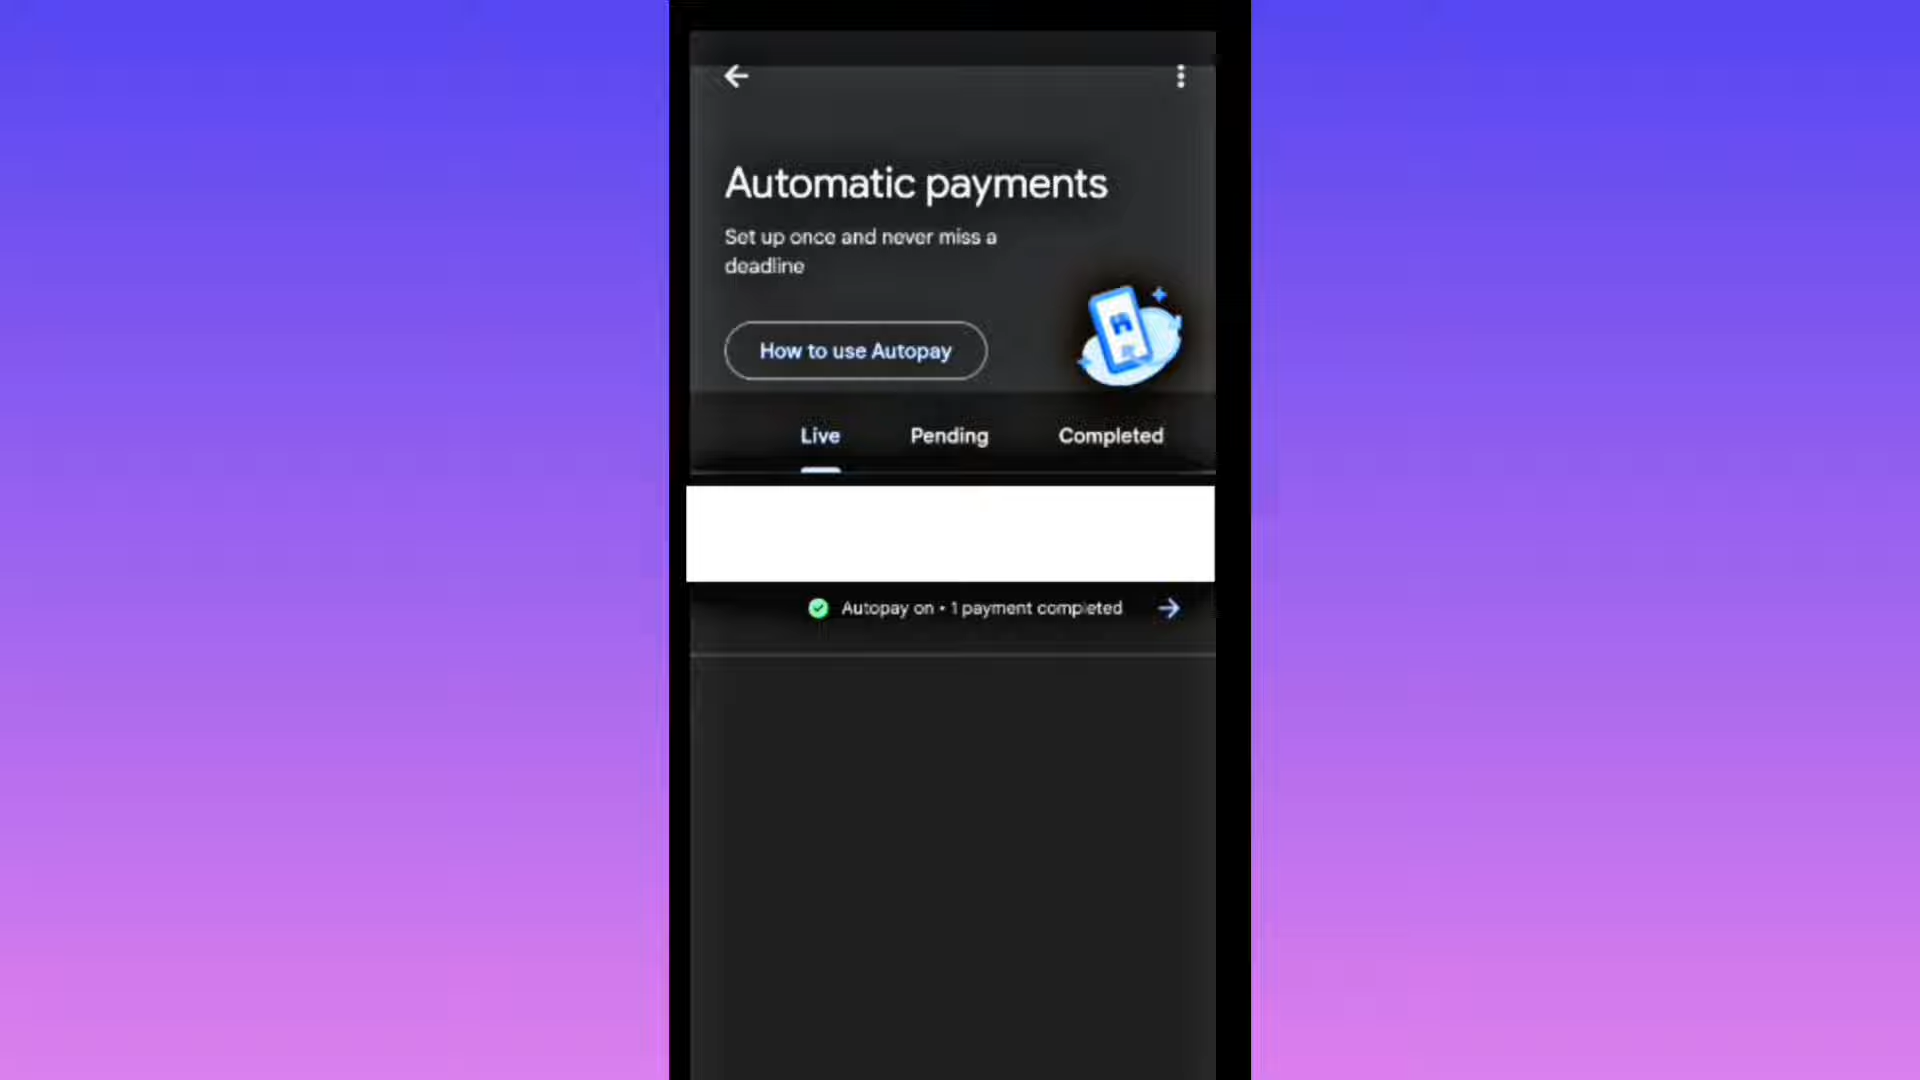 Automatic payments
Set up once and never miss a
deadline
How to use Autopay
Live Pending Completed
Autopay on • 1 payment completed